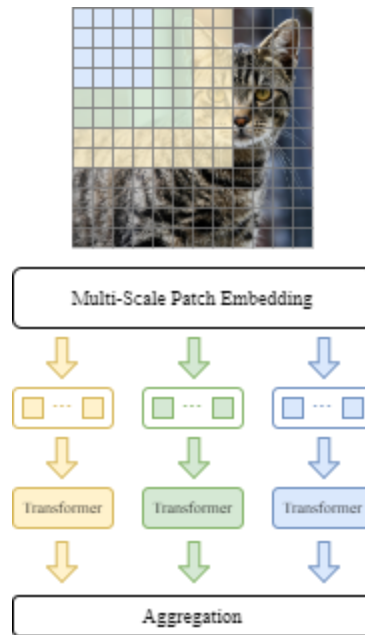 Multi-Scale Patch Embedding
Transformer Transformer Transformer
Aggregation